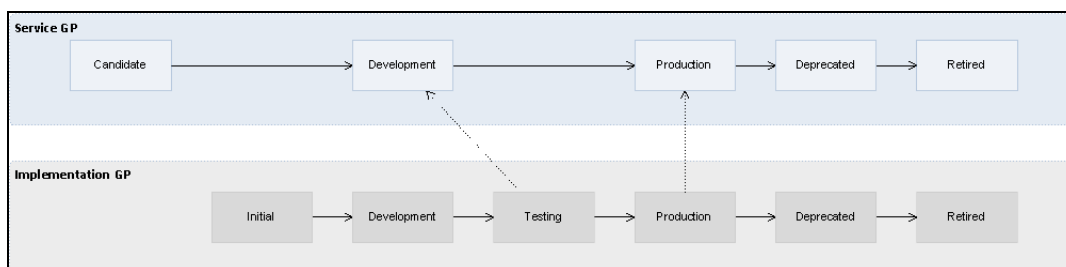 Service GP
Candidate
Development
Production
Deprecated
Retired
Implementation GP
Initial
Development
Testing
Production
Deprecated
Retired